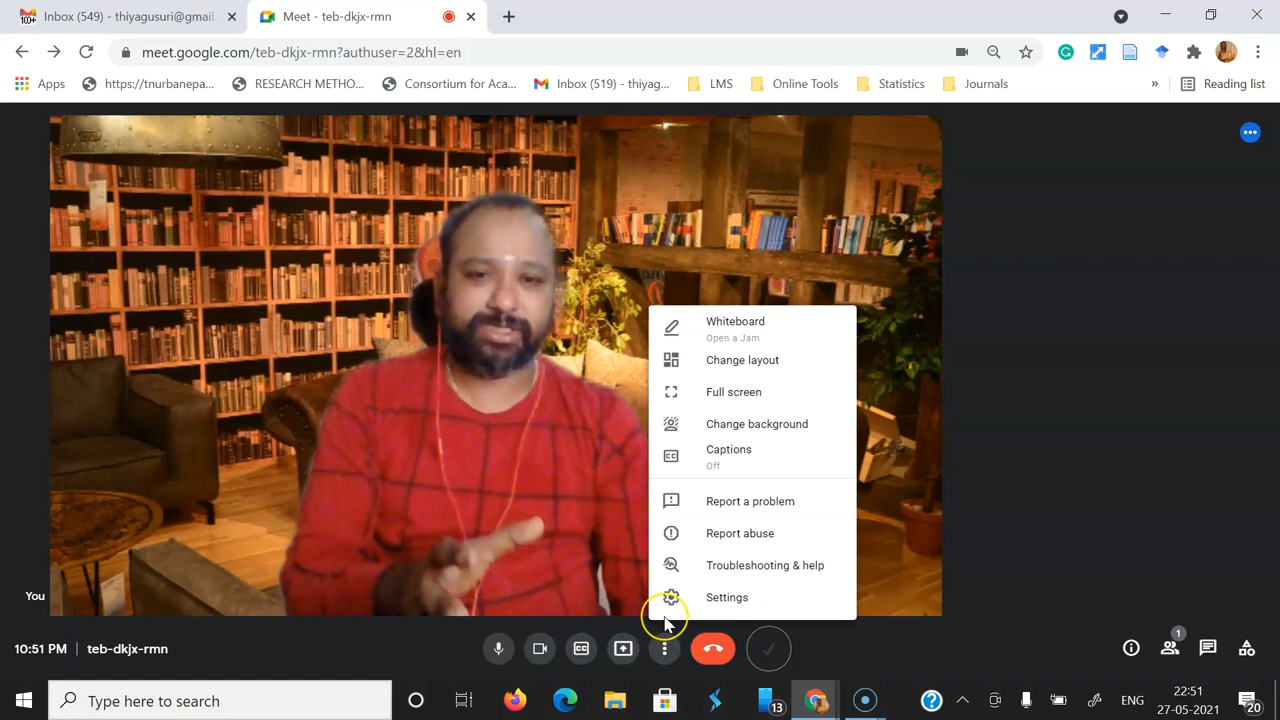 Inbox (549) - thiyagusuri@gmail.
Meet - teb-dkjx-rmn
meet.google.com/teb-dkjx-rmn?authuser=2&hl=en
Apps
https://tnurbanepa...
RESEARCH METHO...
Consortium for Aca...
Inbox (519) - thiyag...
LMS
Online Tools
Statistics
Journals
»
Reading list
Whiteboard
Open a Jam
Change layout
Full screen
Change background
Captions
Off
Report a problem
Report abuse
Troubleshooting & help
Settings
You
10:51 PM | teb-dkjx-rmn
1
Type here to search
13
ENG
22:51
27-05-2021
20